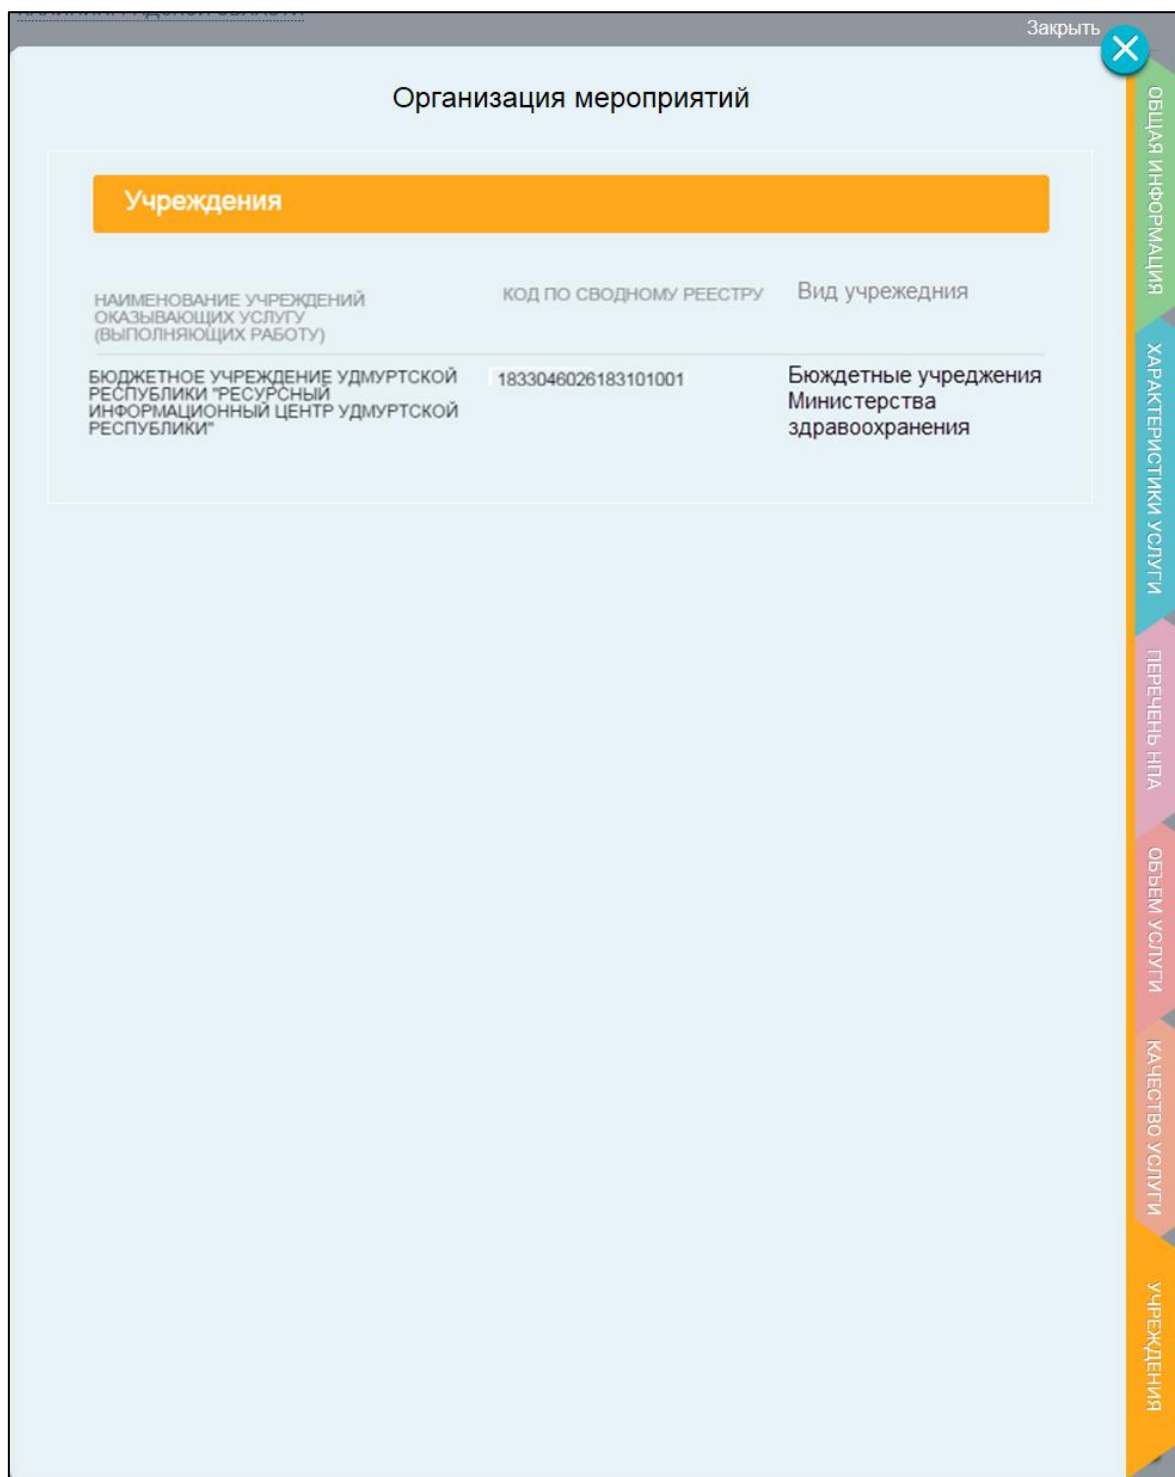 Закрыть
Организация мероприятий
Учреждения
НАИМЕНОВАНИЕ УЧРЕЖДЕНИЙ
ОКАЗЫВАЮЩИХ УСЛУГУ
(ВЫПОЛНЯЮЩИХ РАБОТУ)
КОД ПО СВОДНОМУ РЕЕСТРУ
Вид учрежедния
БЮДЖЕТНОЕ УЧРЕЖДЕНИЕ УДМУРТСКОЙ
РЕСПУБЛИКИ "РЕСУРСНЫЙ
ИНФОРМАЦИОННЫЙ ЦЕНТР УДМУРТСКОЙ
РЕСПУБЛИКИ"
1833046026183101001
Бюждетные учреджения
Министерства
здравоохранения
ОБЩАЯ ИНФОРМАЦИЯ
ХАРАКТЕРИСТИКИ УСЛУГИ
ПЕРЕЧЕНЬ НПА
ОБЪЕМ УСЛУГИ
КАЧЕСТВО УСЛУГИ
УЧРЕЖДЕНИЯ